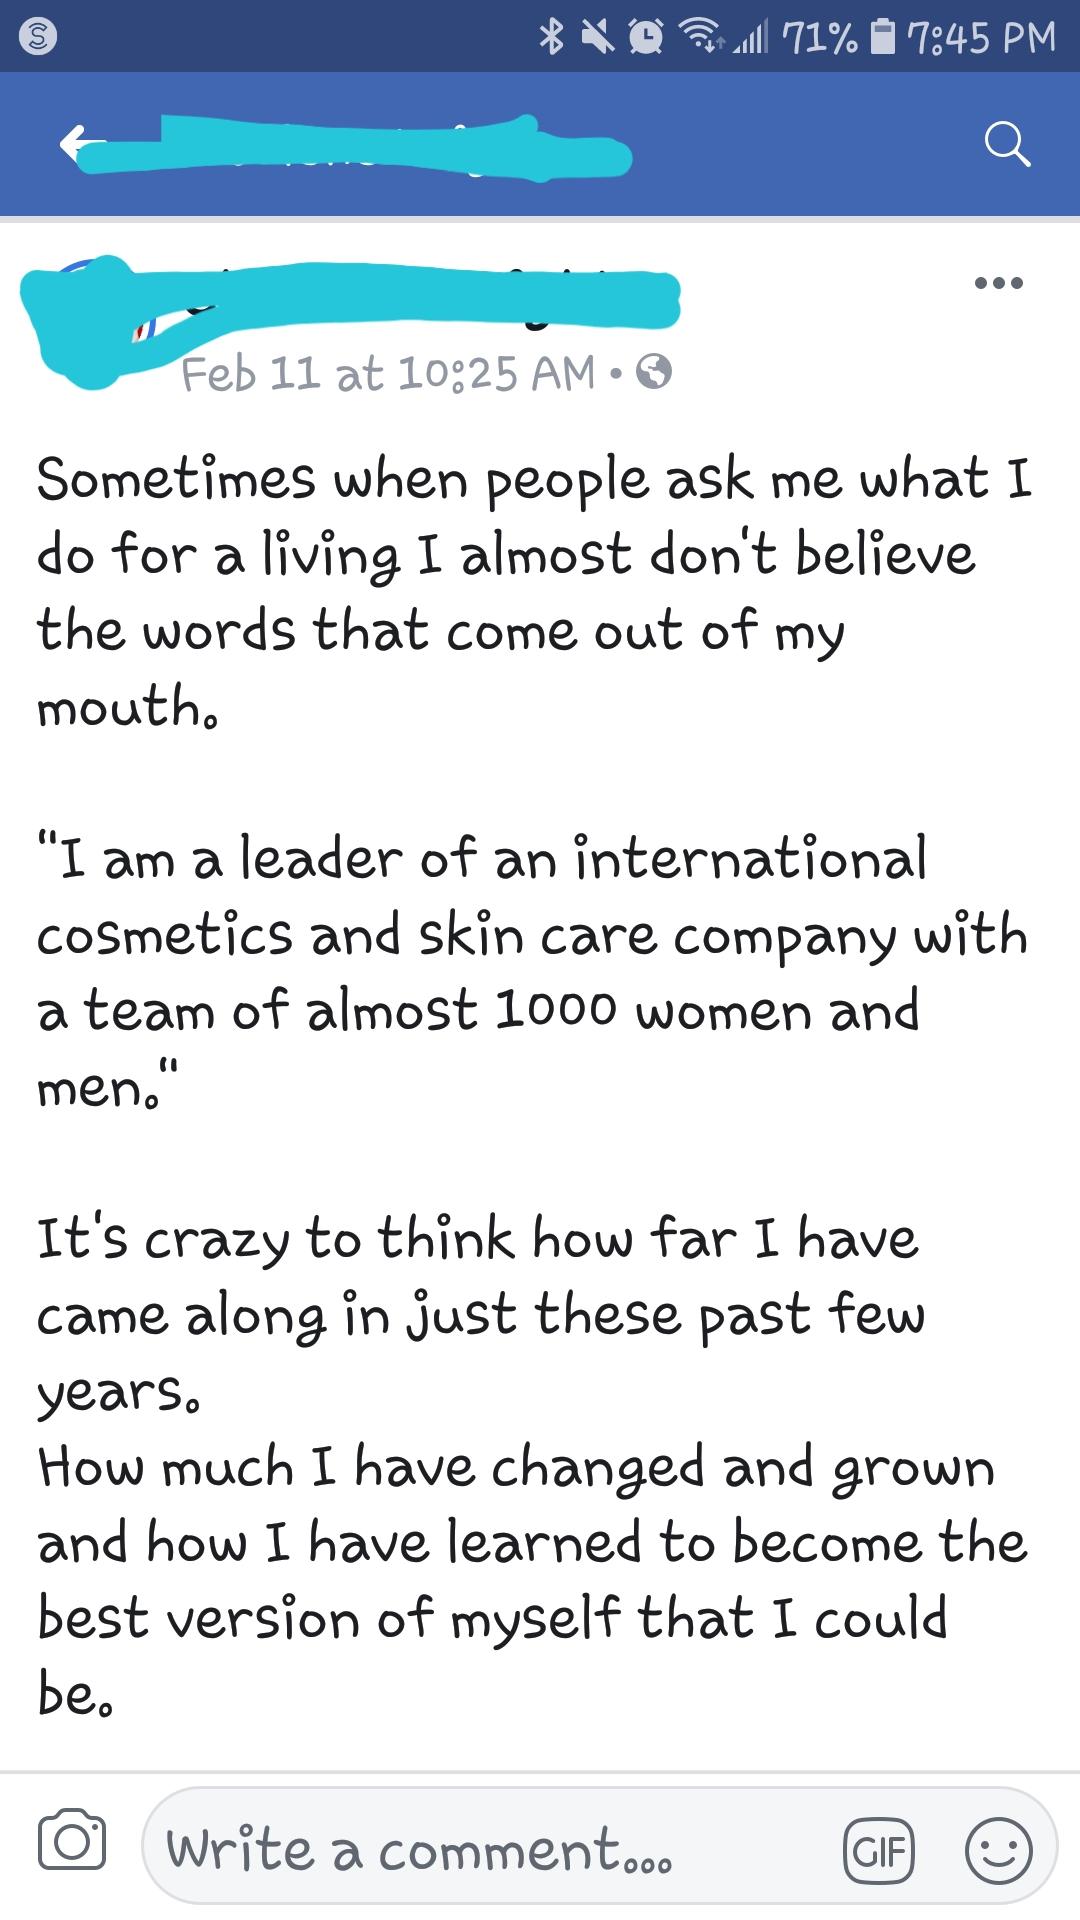 71% 7:45 PM
Feb 11 at 10:25 AM •
Sometimes when people ask me what I
do for a living I almost don't believe
the words that come out of my
mouth.
"I am a leader of an international
cosmetics and skin care company with
a team of almost 1000 women and
men."
It's crazy to think how far I have
came along in just these past few
years.
How much I have changed and grown
and how I have learned to become the
best version of myself that I could
be.
Write a comment...
GIF